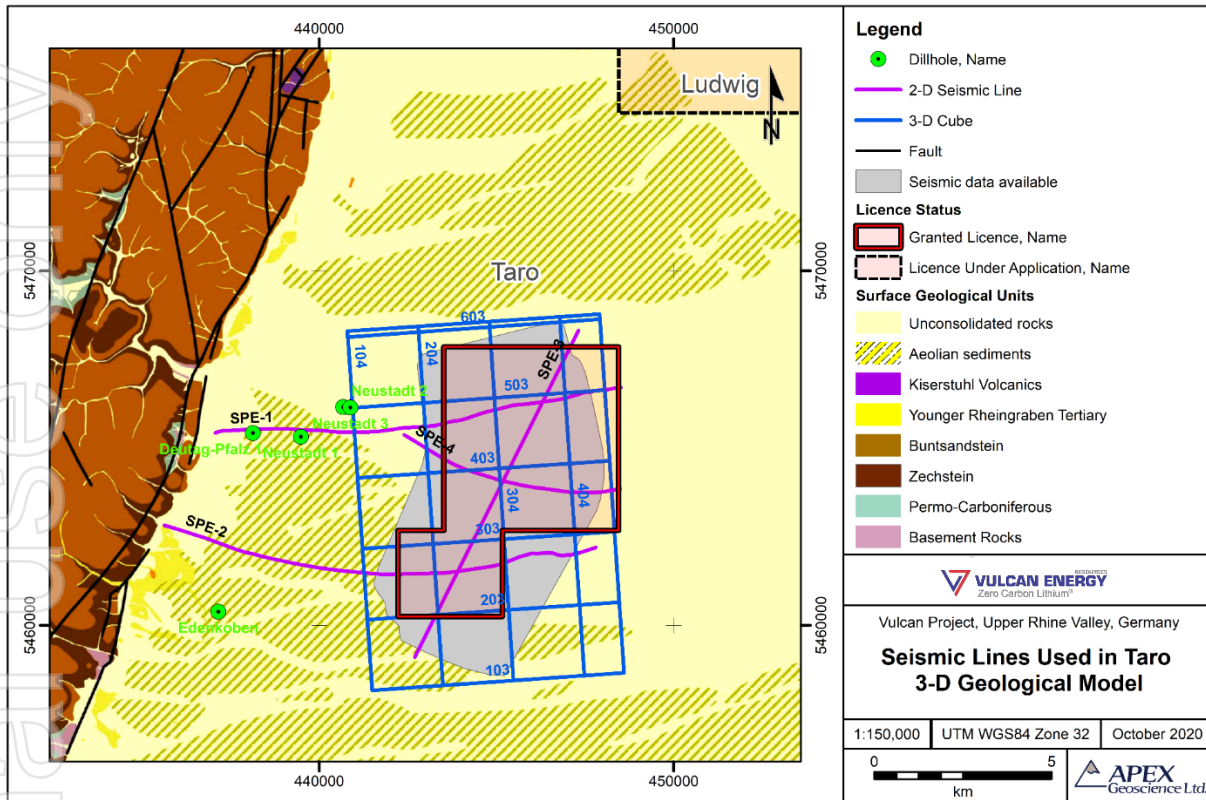 440000
450000
5470000
5460000
5470000
5460000
440000
450000
Ludwig
N
Taro
603
104
204
SPE-3
503
Neustadt 2
SPE-1
Neustadt 3
Deutag-Pfalz 1
Neustadt 1
SPE-4
403
304
404
SPE-2
303
203
Edenkoben
103
Legend
Dillhole, Name
2-D Seismic Line
3-D Cube
Fault
Seismic data available
Licence Status
Granted Licence, Name
Licence Under Application, Name
Surface Geological Units
Unconsolidated rocks
Aeolian sediments
Kiserstuhl Volcanics
Younger Rheingraben Tertiary
Buntsandstein
Zechstein
Permo-Carboniferous
Basement Rocks
VULCAN ENERGY
RESOURCES
Zero Carbon Lithium™
Vulcan Project, Upper Rhine Valley, Germany
Seismic Lines Used in Taro
3-D Geological Model
1:150,000 UTM WGS84 Zone 32 October 2020
0 5
km
APEX
Geoscience Ltd.